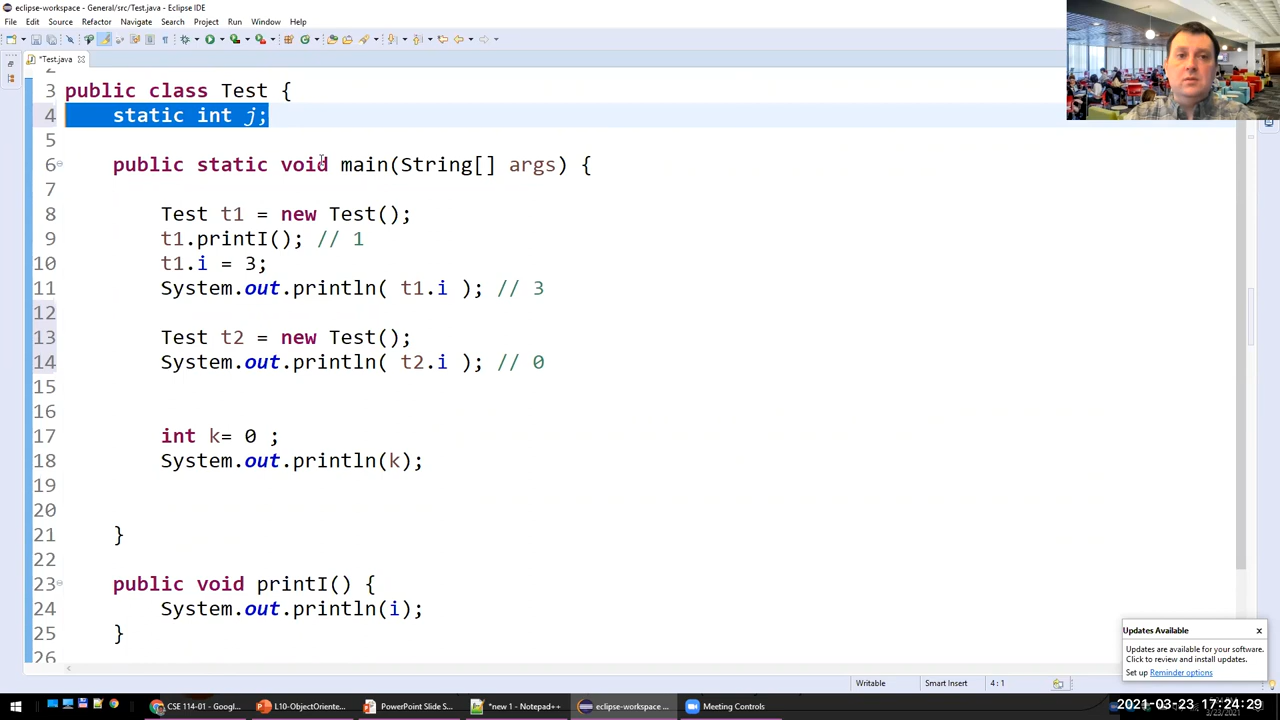 eclipse-workspace - General/src/Test.java - Eclipse IDE
File Edit Source Refactor Navigate Search Project Run Window Help
*Test.java
2
3 public class Test {
4 static int j;
5
6 public static void main(String[] args) {
7
8 Test t1 = new Test();
9 t1.printI(); // 1
10 t1.i = 3;
11 System.out.println( t1.i ); // 3
12
13 Test t2 = new Test();
14 System.out.println( t2.i ); // 0
15
16
17 int k= 0 ;
18 System.out.println(k);
19
20
21 }
22
23 public void printI() {
24 System.out.println(i);
25 }
26
Updates Available
Updates are available for your software.
Click to review and install updates.
Set up Reminder options
Writable Smart Insert 4 : 1
CSE 114-01 - Googl... L10-ObjectOriente... PowerPoint Slide S... *new 1 - Notepad++ eclipse-workspace ... Meeting Controls
2021-03-23 17:24:29